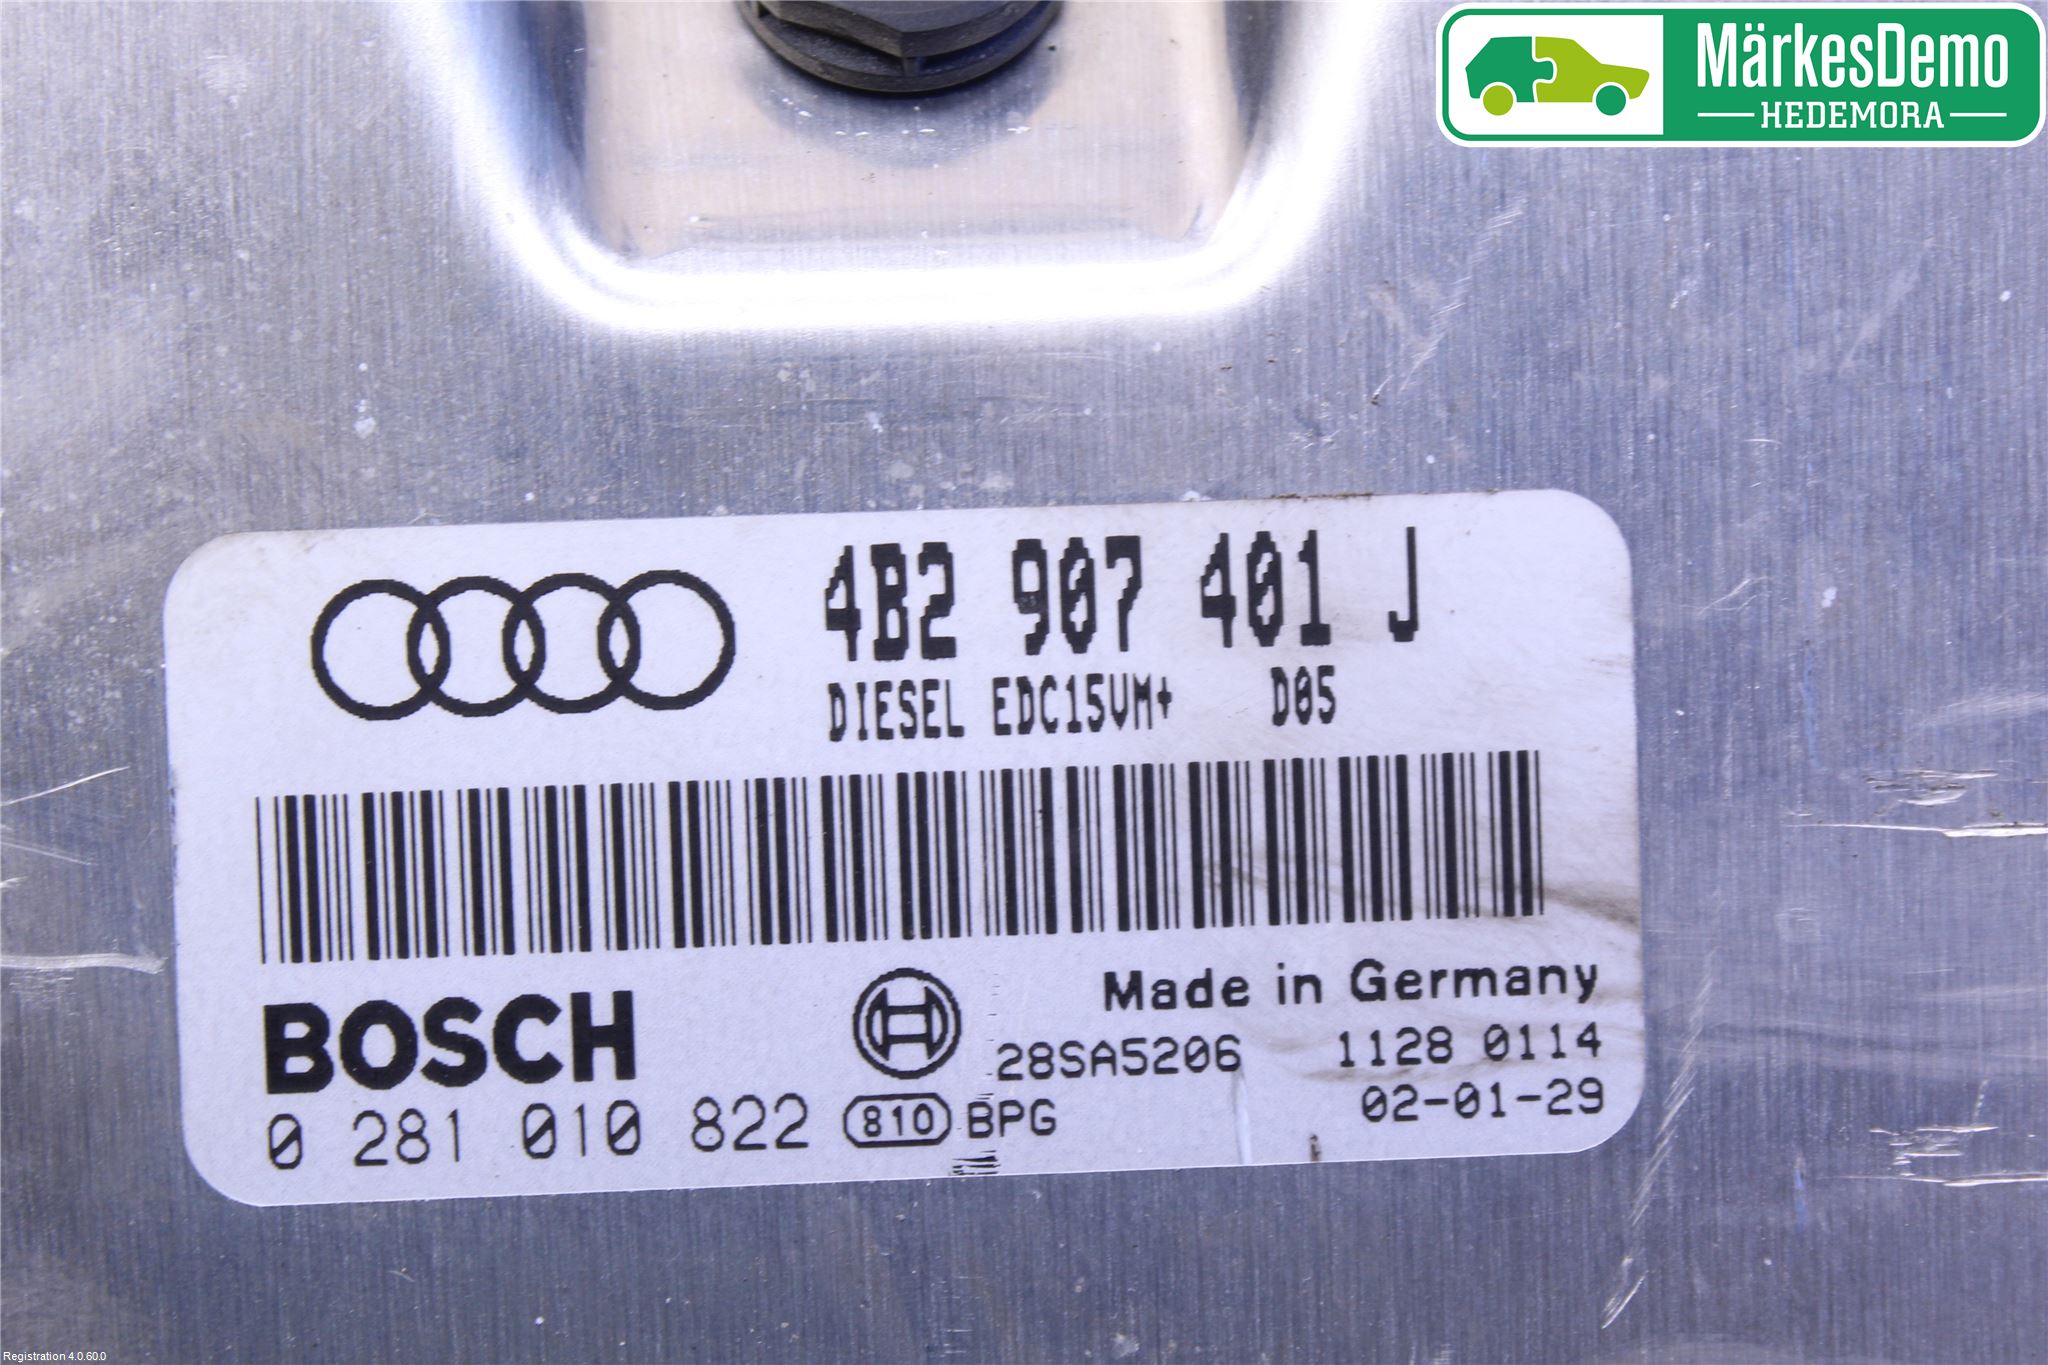 MärkesDemo
HEDEMORA
4B2 907 401 J
DIESEL EDC15VM+ D05
BOSCH
Made in Germany
28SA5206 1128 0114
0 281 010 822 810 BPG 02-01-29
Registration 4.0.60.0